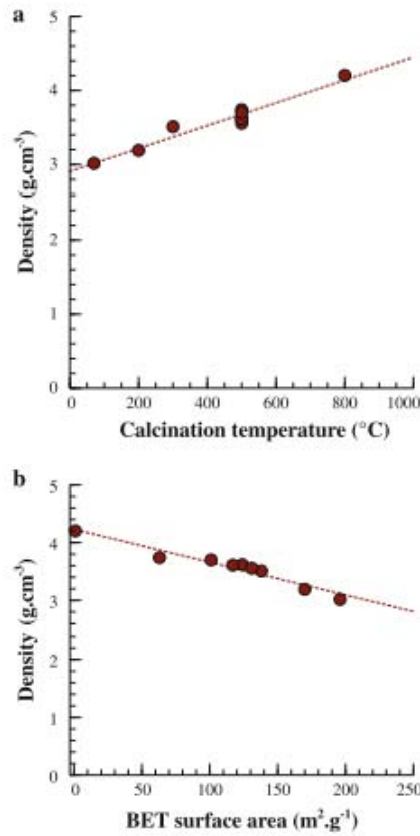 a
5
4
3
2
1
0
Density (g.cm⁻³)
0 200 400 600 800 1000
Calcination temperature (°C)
b
5
4
3
2
1
0
Density (g.cm⁻³)
0 50 100 150 200 250
BET surface area (m².g⁻¹)